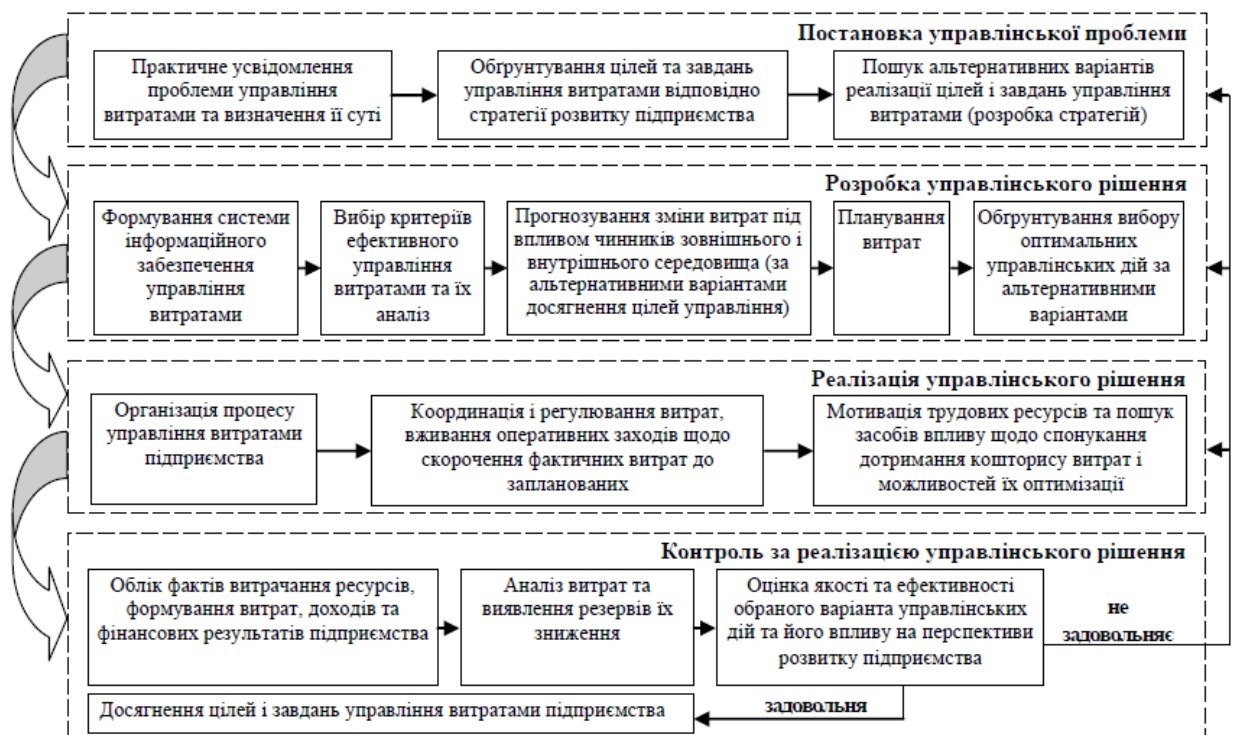 Постановка управлінської проблеми
Практичне усвідомлення
проблеми управління
витратами та визначення її суті
Обґрунтування цілей та завдань
управління витратами відповідно
стратегії розвитку підприємства
Пошук альтернативних варіантів
реалізації цілей і завдань управління
витратами (розробка стратегій)
Розробка управлінського рішення
Формування системи
інформаційного
забезпечення
управління
витратами
Вибір критеріїв
ефективного
управління
витратами та їх
аналіз
Прогнозування зміни витрат під
впливом чинників зовнішнього і
внутрішнього середовища (за
альтернативними варіантами
досягнення цілей управління)
Планування
витрат
Обґрунтування вибору
оптимальних
управлінських дій за
альтернативними
варіантами
Реалізація управлінського рішення
Організація процесу
управління витратами
підприємства
Координація і регулювання витрат,
вживання оперативних заходів щодо
скорочення фактичних витрат до
запланованих
Мотивація трудових ресурсів та пошук
засобів впливу щодо спонукання
дотримання кошторису витрат і
можливостей їх оптимізації
Контроль за реалізацією управлінського рішення
Облік фактів витрачання ресурсів,
формування витрат, доходів та
фінансових результатів підприємства
Аналіз витрат та
виявлення резервів їх
зниження
Оцінка якості та ефективності
обраного варіанта управлінських
дій та його впливу на перспективи
розвитку підприємства
не
задовольняє
Досягнення цілей і завдань управління витратами підприємства
задовольня